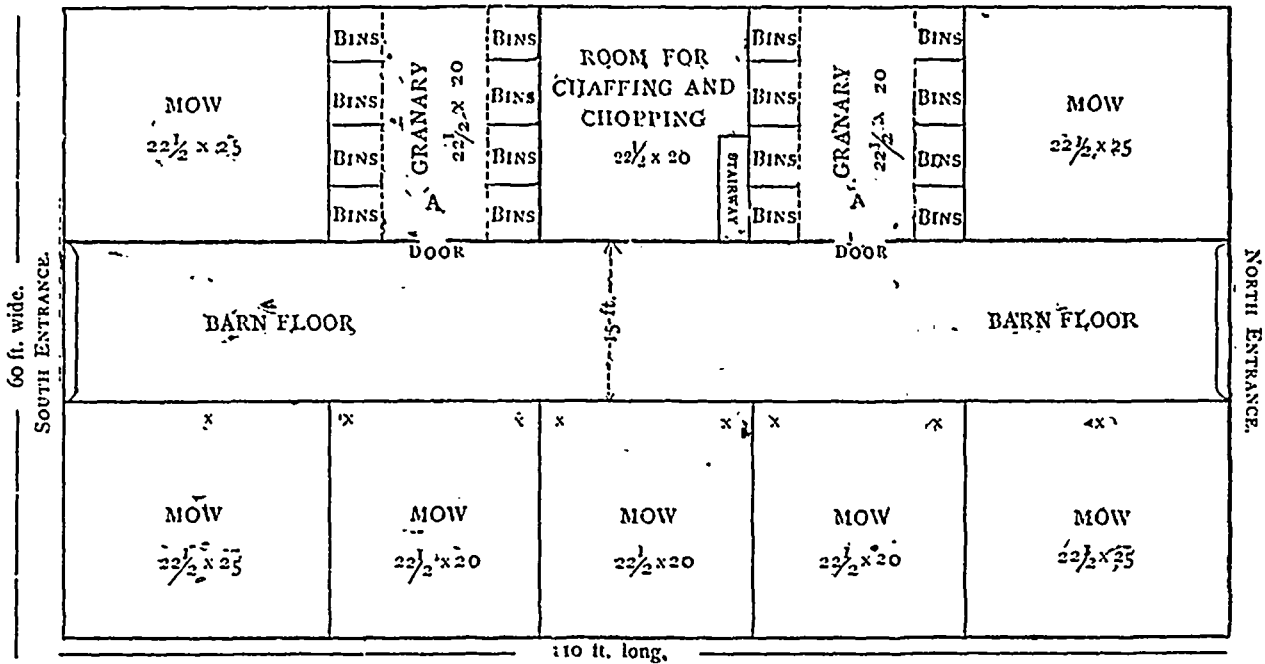 MOW
22½ x 25
BINS
BINS
BINS
BINS
GRANARY
22½ x 20
A
BINS
BINS
BINS
BINS
ROOM FOR
CHAFFING AND
CHOPPING
22½ x 20
STAIRWAY
BINS
BINS
BINS
BINS
GRANARY
22½ x 20
A
BINS
BINS
BINS
BINS
MOW
22½ x 25
DOOR
DOOR
60 ft. wide.
SOUTH ENTRANCE.
BARN FLOOR
15 ft.
BARN FLOOR
NORTH ENTRANCE.
x x x x x x x x
MOW
22½ x 25
MOW
22½ x 20
MOW
22½ x 20
MOW
22½ x 20
MOW
22½ x 25
110 ft. long.